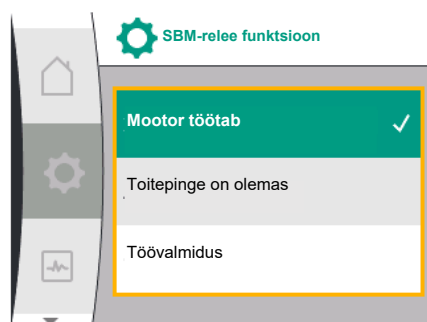 SBM-relee funktsioon
Mootor töötab
Toitepinge on olemas
Töövalmidus